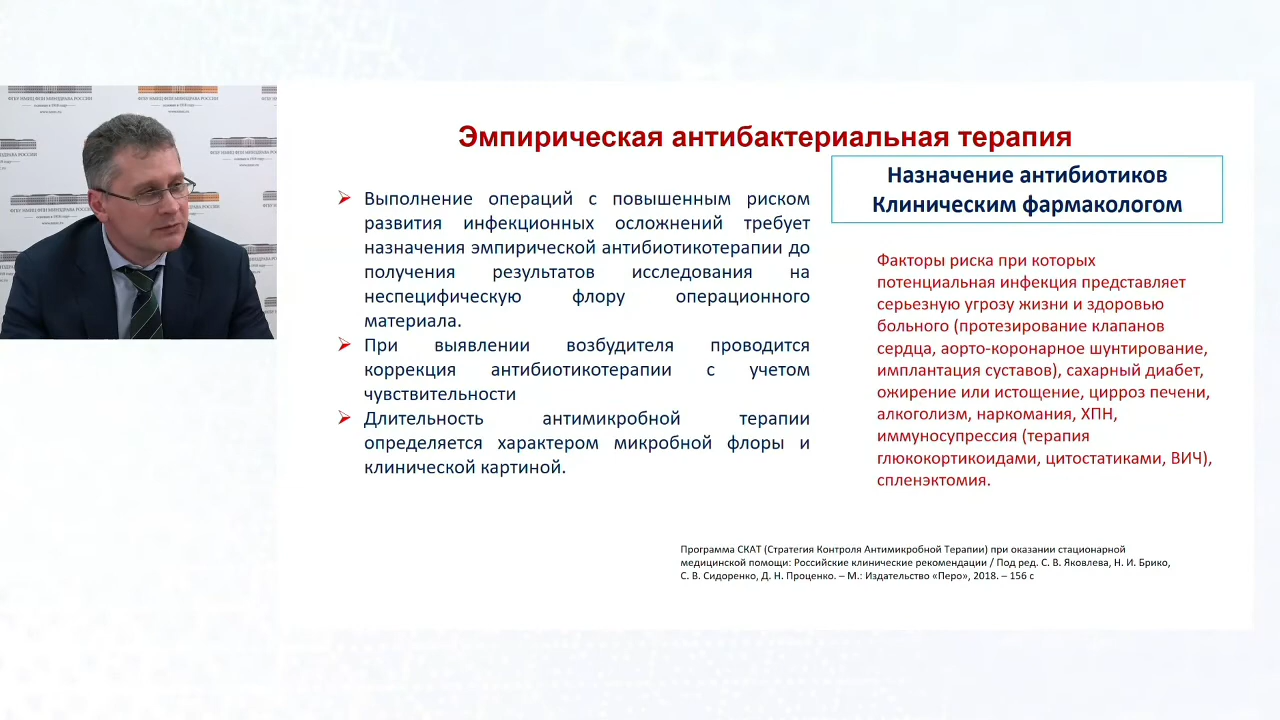 ФГБУ НМИЦ ФПИ МИНЗДРАВА РОССИИ
Эмпирическая антибактериальная терапия
Назначение антибиотиков
Клиническим фармакологом
Выполнение операций с повышенным риском
развития инфекционных осложнений требует
назначения эмпирической антибиотикотерапии до
получения результатов исследования на
неспецифическую флору операционного
материала.
При выявлении возбудителя проводится
коррекция антибиотикотерапии с учетом
чувствительности
Длительность антимикробной терапии
определяется характером микробной флоры и
клинической картиной.
Факторы риска при которых
потенциальная инфекция представляет
серьезную угрозу жизни и здоровью
больного (протезирование клапанов
сердца, аорто-коронарное шунтирование,
имплантация суставов), сахарный диабет,
ожирение или истощение, цирроз печени,
алкоголизм, наркомания, ХПН,
иммуносупрессия (терапия
глюкокортикоидами, цитостатиками, ВИЧ),
спленэктомия.
Программа СКАТ (Стратегия Контроля Антимикробной Терапии) при оказании стационарной
медицинской помощи: Российские клинические рекомендации / Под ред. С. В. Яковлева, Н. И. Брико,
С. В. Сидоренко, Д. Н. Проценко. – М.: Издательство «Перо», 2018. – 156 с